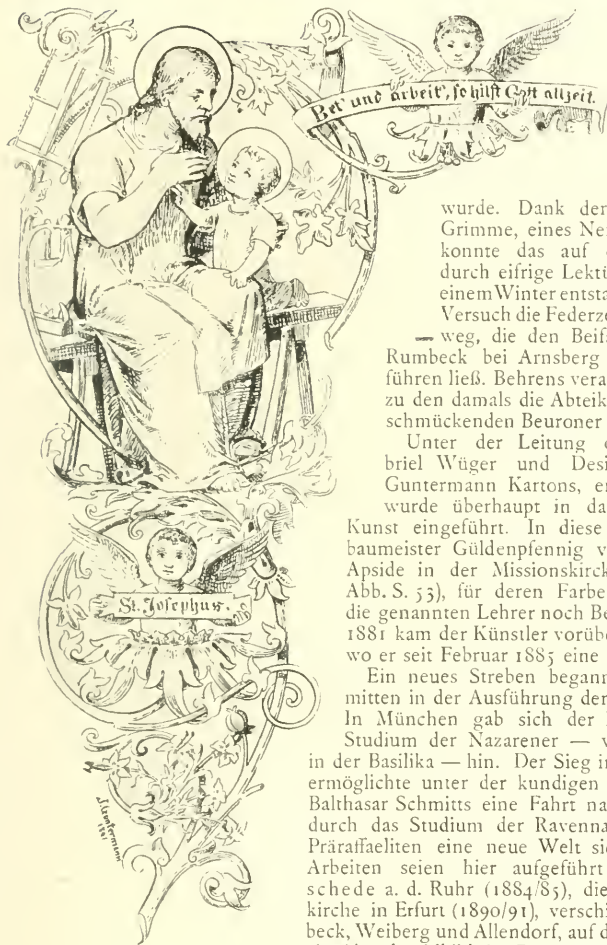 Bet' und arbeit', so hilft Gott allzeit.
wurde. Dank der
Grimme, eines Ne
konnte das auf
durch eifrige Lektü
einem Winter entsta
Versuch die Federze
weg, die den Beifa
Rumbeck bei Arnsberg
führen ließ. Behrens vera
zu den damals die Abteik
schmückenden Beuroner
Unter der Leitung
briel Wüger und Desi
Guntermann Kartons, e
wurde überhaupt in da
Kunst eingeführt. In diese
baumeister Güldenpfennig v
Apside in der Missionskirch
Abb. S. 53), für deren Farbe
die genannten Lehrer noch Be
1881 kam der Künstler vorüb
wo er seit Februar 1885 eine
St. Josephus.
Ein neues Streben begann
mitten in der Ausführung der
In München gab sich der
Studium der Nazarener — v
in der Basilika — hin. Der Sieg i
ermöglichte unter der kundigen
Balthasar Schmitts eine Fahrt na
durch das Studium der Ravenna
Präraffaeliten eine neue Welt sie
Arbeiten seien hier aufgeführt
schede a. d. Ruhr (1884/85), die
kirche in Erfurt (1890/91), versch
beck, Weiberg und Allendorf, auf d
Guntermann